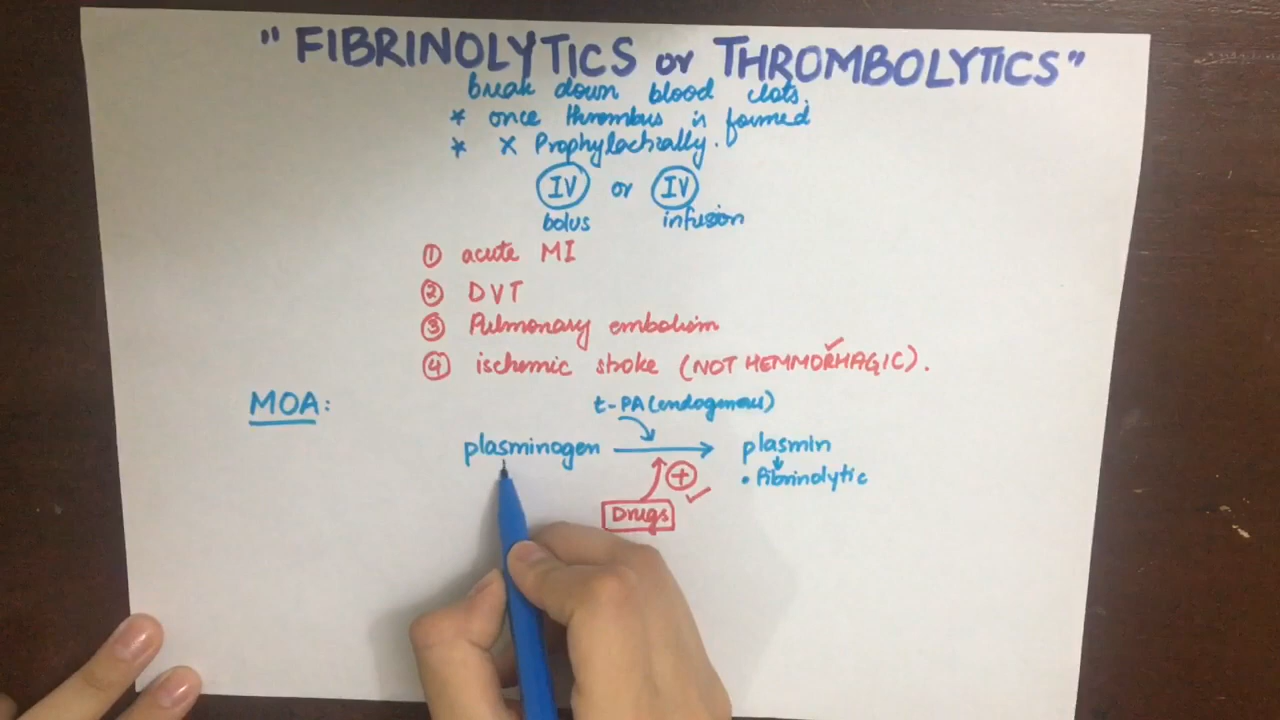 "FIBRINOLYTICS or THROMBOLYTICS"
break down blood clots.
* once thrombus is formed
* X Prophylactically.
IV or IV
bolus infusion
① acute MI
② DVT
③ Pulmonary embolism
④ ischemic stroke (NOT HEMMORHAGIC).
MOA:
t-PA (endogenous)
plasminogen → plasmin
• Fibrinolytic
+
Drugs